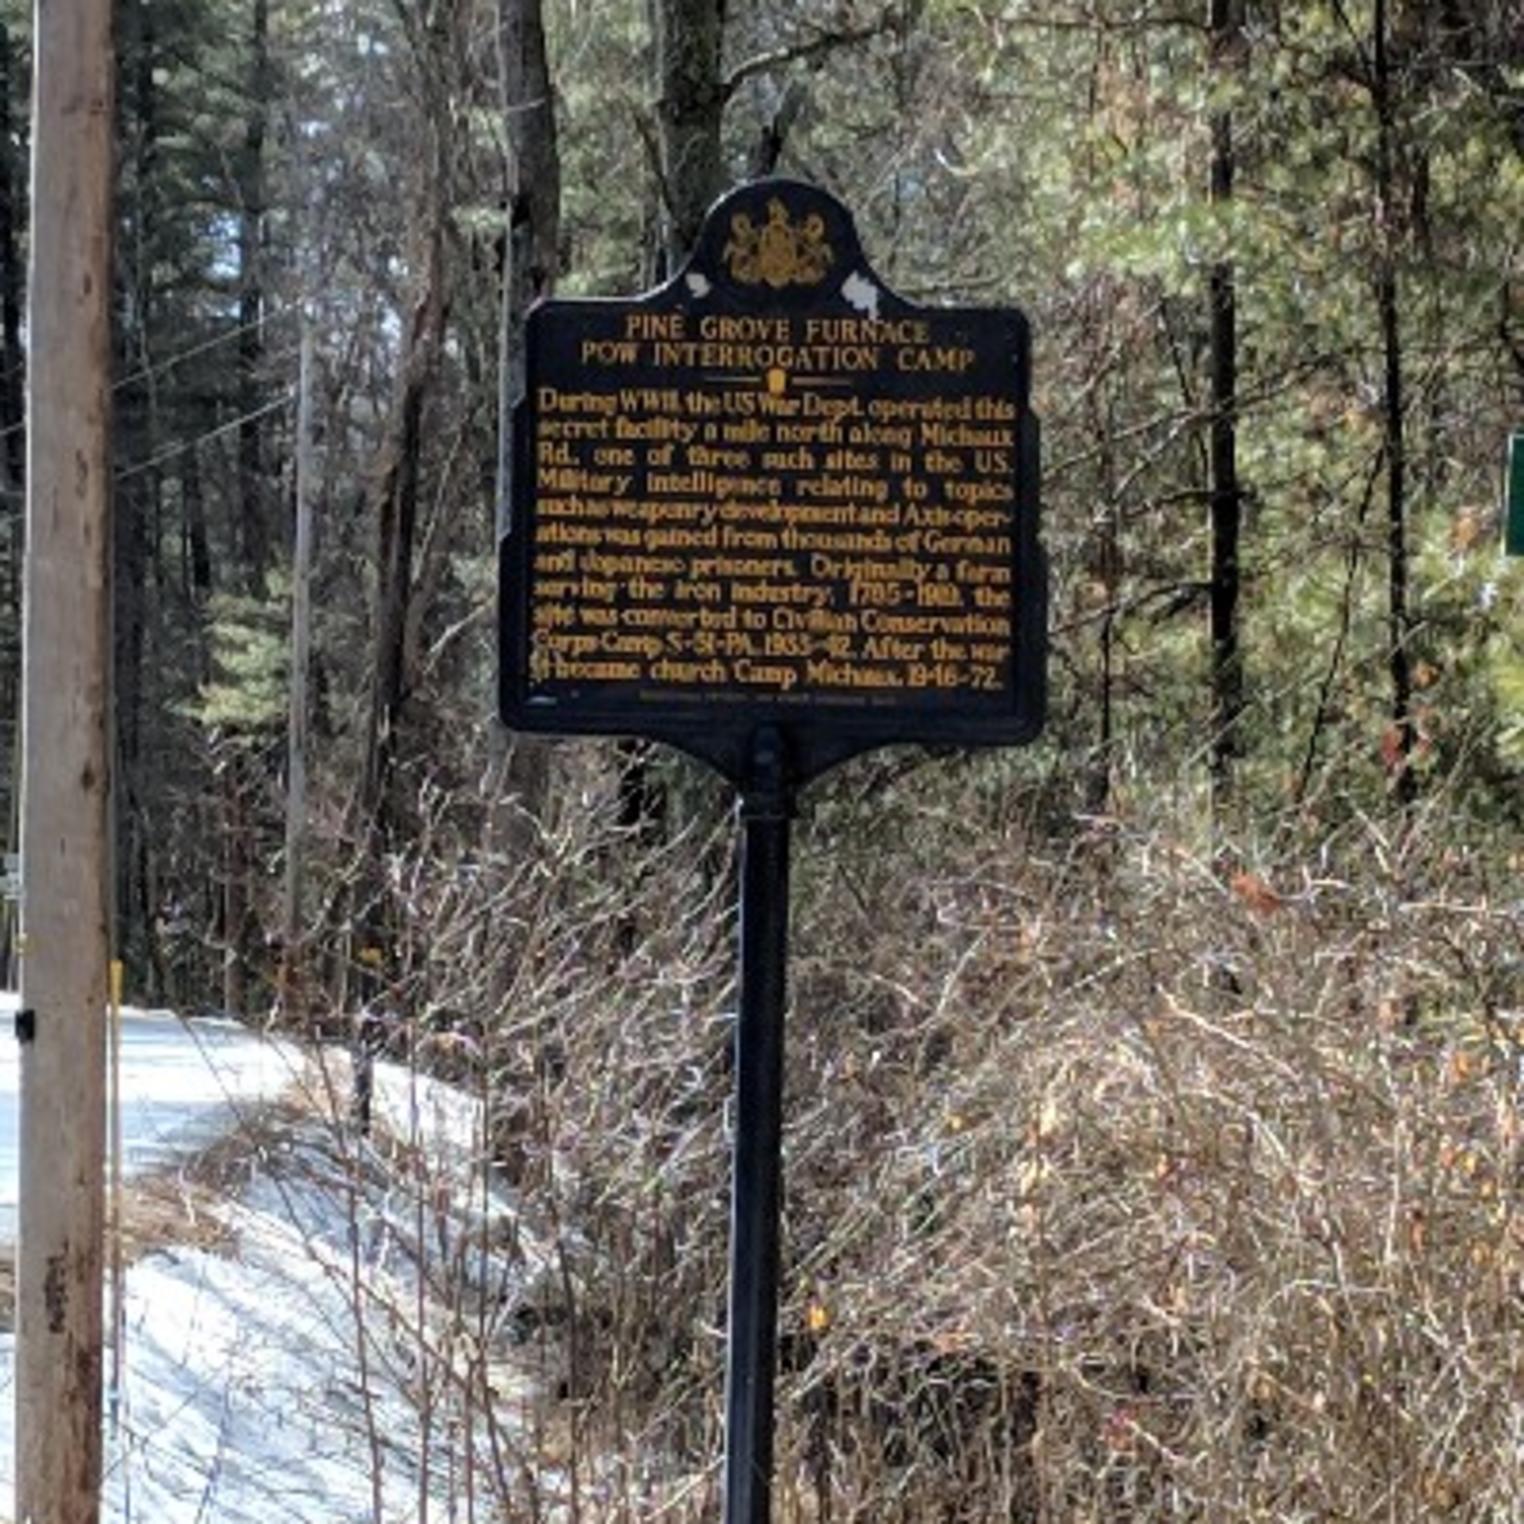 PINE GROVE FURNACE
POW INTERROGATION CAMP
During WWII, the US War Dept. operated this
secret facility a mile north along Michaux
Rd., one of three such sites in the US.
Military intelligence relating to topics
such as weaponry development and Axis oper-
ations was gained from thousands of German
and Japanese prisoners. Originally a farm
serving the iron industry, 1785-1919, the
site was converted to Civilian Conservation
Corps Camp S-51-PA, 1933-42. After the war
it became church Camp Michaux, 1946-72.